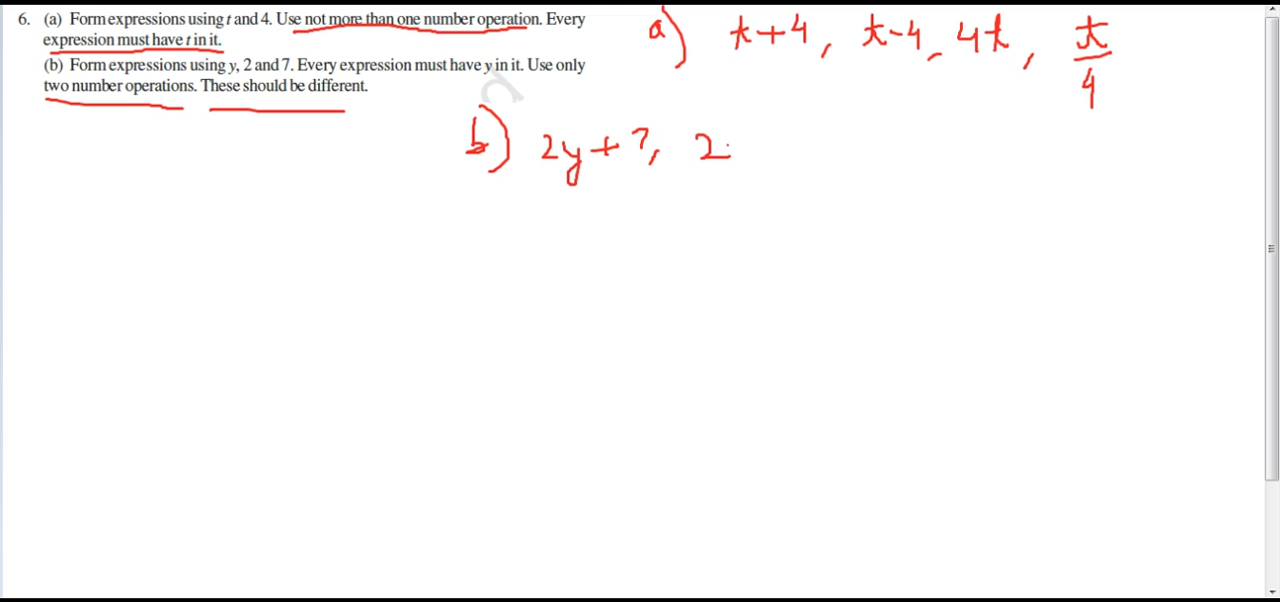 6. (a) Form expressions using t and 4. Use not more than one number operation. Every
expression must have t in it.
(b) Form expressions using y, 2 and 7. Every expression must have y in it. Use only
two number operations. These should be different.
a) t+4, t-4, 4t, t/4
b) 2y+7, 2